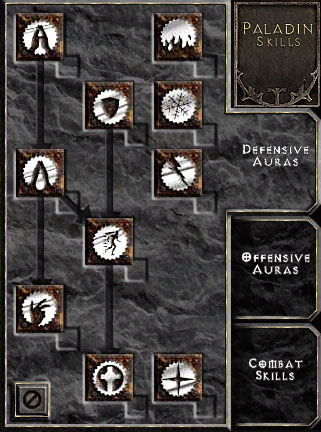 PALADIN
SKILLS
DEFENSIVE
AURAS
OFFENSIVE
AURAS
COMBAT
SKILLS